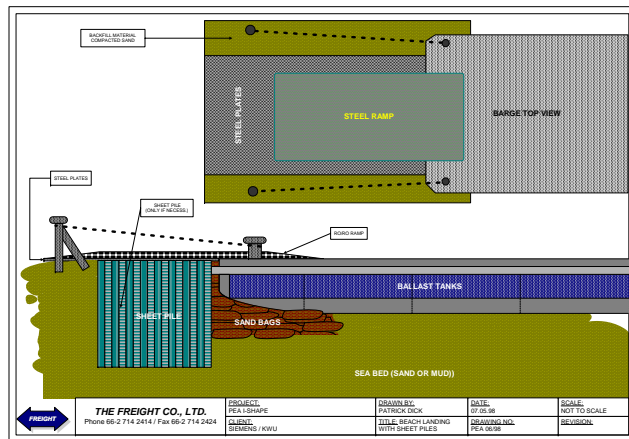 BACKFILL MATERIAL
COMPACTED SAND
STEEL PLATES
STEEL RAMP
BARGE TOP VIEW
STEEL PLATES
SHEET PILE
(ONLY IF NECESS.)
RO/RO RAMP
BALLAST TANKS
SHEET PILE
SAND BAGS
SEA BED (SAND OR MUD))
FREIGHT
THE FREIGHT CO., LTD.
Phone 66-2 714 2414 / Fax 66-2 714 2424
PROJECT:
PEA I-SHAPE
CLIENT:
SIEMENS / KWU
DRAWN BY:
PATRICK DICK
TITLE: BEACH LANDING
WITH SHEET PILES
DATE:
07.05.98
DRAWING NO:
PEA 06/98
SCALE:
NOT TO SCALE
REVISION: